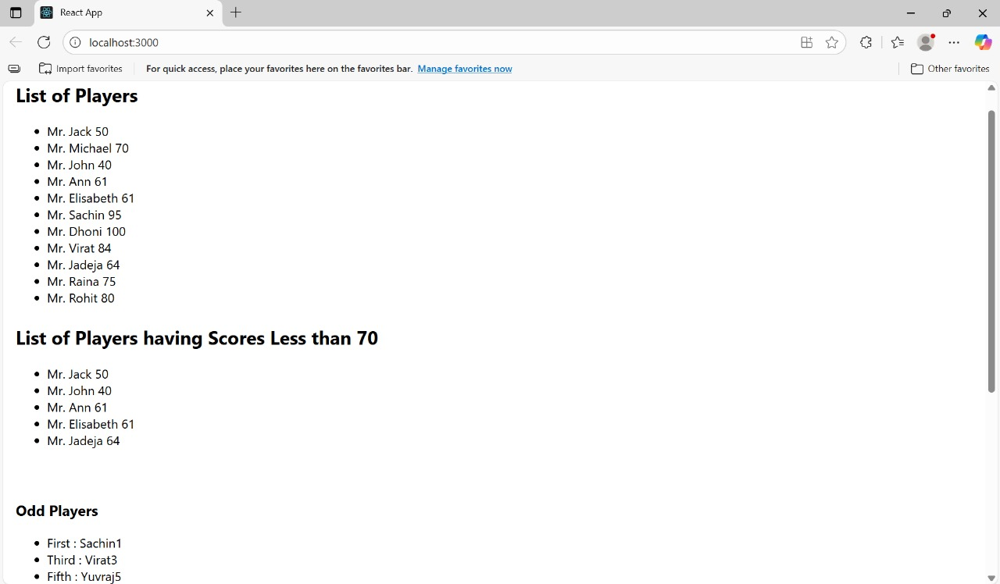 React App
localhost:3000
Import favorites
For quick access, place your favorites here on the favorites bar. Manage favorites now
Other favorites
List of Players
• Mr. Jack 50
• Mr. Michael 70
• Mr. John 40
• Mr. Ann 61
• Mr. Elisabeth 61
• Mr. Sachin 95
• Mr. Dhoni 100
• Mr. Virat 84
• Mr. Jadeja 64
• Mr. Raina 75
• Mr. Rohit 80
List of Players having Scores Less than 70
• Mr. Jack 50
• Mr. John 40
• Mr. Ann 61
• Mr. Elisabeth 61
• Mr. Jadeja 64
Odd Players
• First : Sachin1
• Third : Virat3
• Fifth : Yuvraj5